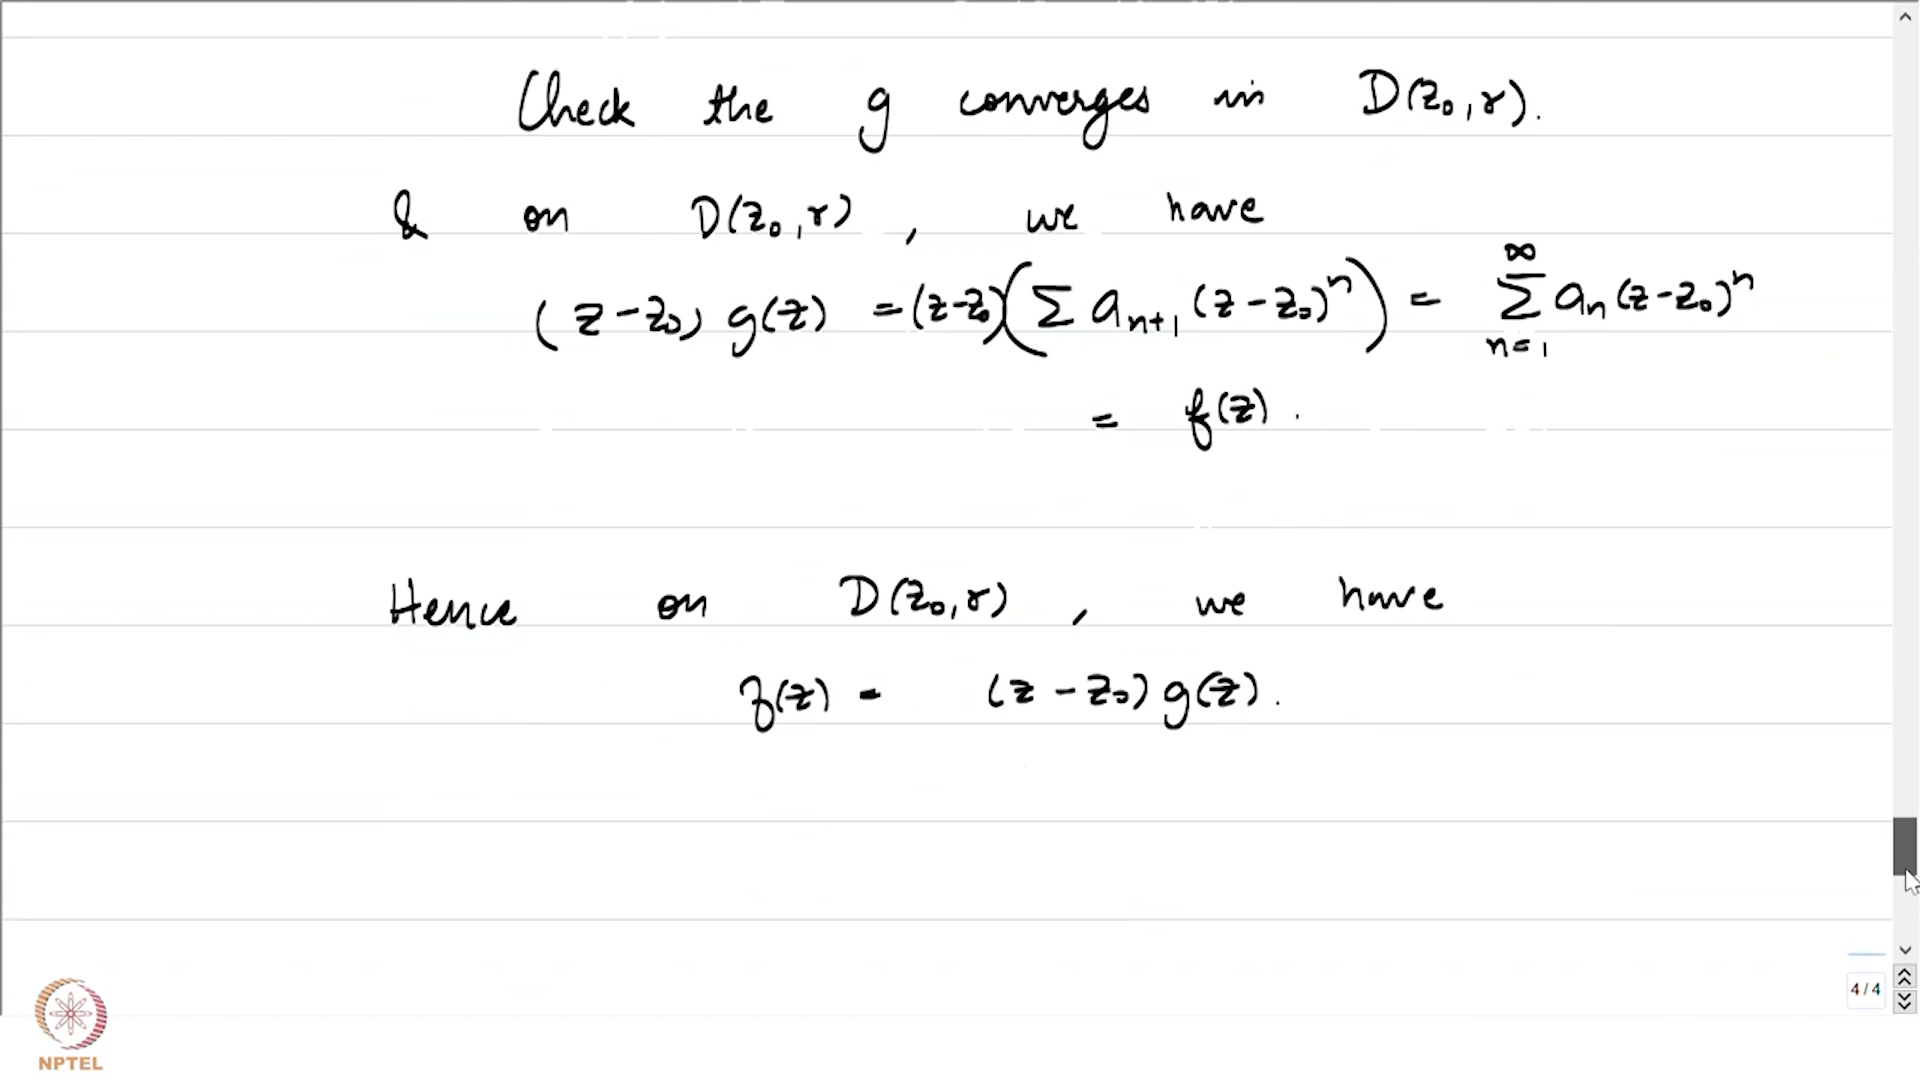 Check the g converges in D(z₀,r).
& on D(z₀,r), we have
(z-z₀) g(z) = (z-z₀)(Σ aₙ₊₁ (z-z₀)ⁿ) = Σₙ₌₁^∞ aₙ (z-z₀)ⁿ
= f(z).
Hence on D(z₀,r), we have
f(z) = (z-z₀) g(z).
4/4
NPTEL